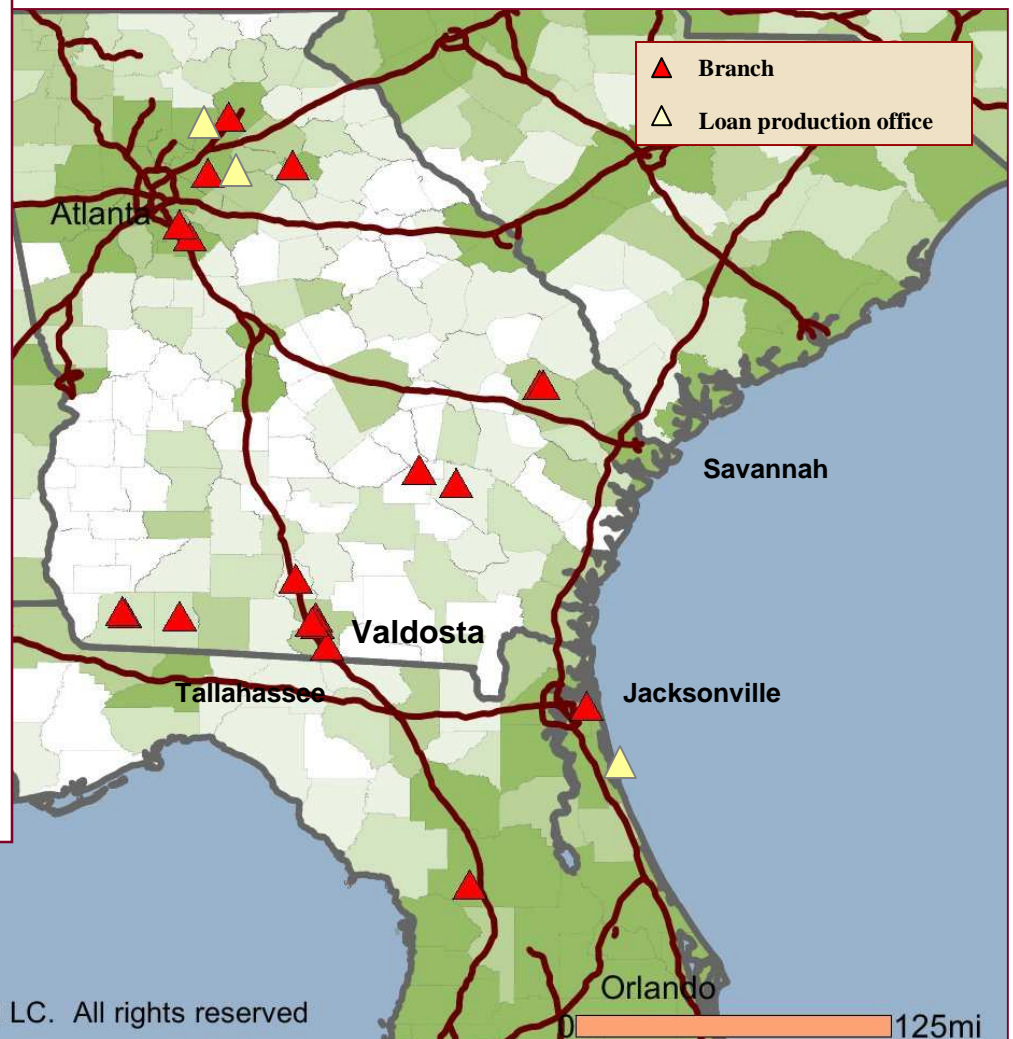 Branch
Loan production office
Atlanta
Savannah
Valdosta
Tallahassee
Jacksonville
Orlando
LC. All rights reserved
0 125mi